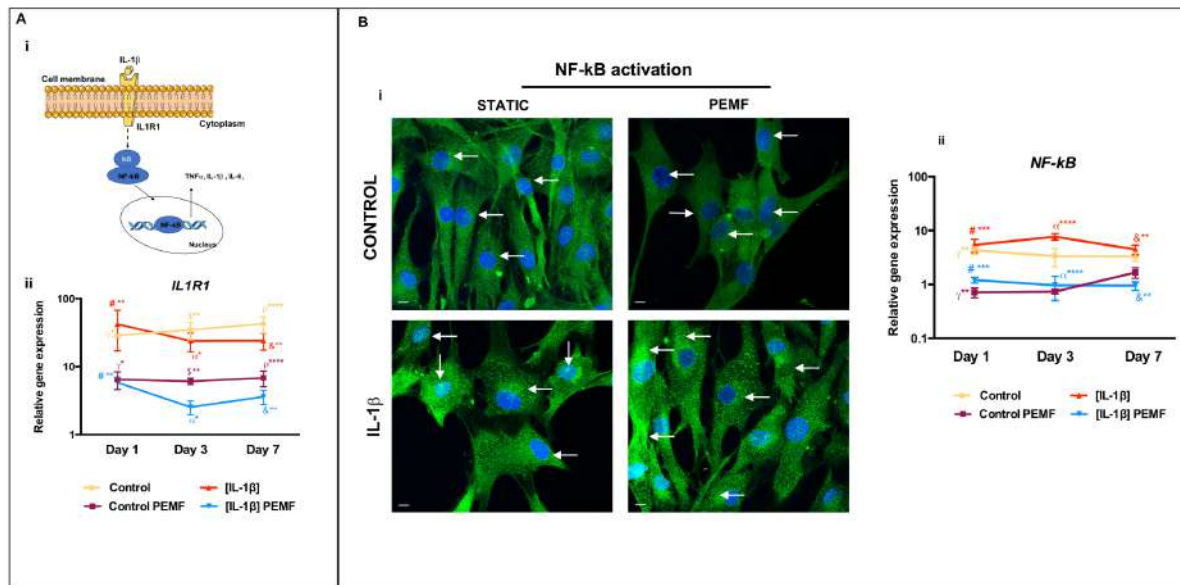 A
i
IL-1β
Cell membrane
IL1R1
Cytoplasm
kB
NF-kB
TNFα, IL-1β, IL-6,
NF-kB
Nucleus
ii
IL1R1
Relative gene expression
100
10
1
# **
# **
*
ς**
α*
α*
ρ****
ρ****
&**
&**
Day 1 Day 3 Day 7
Control [IL-1β]
Control PEMF [IL-1β] PEMF
B
NF-kB activation
i
STATIC PEMF
CONTROL
IL-1β
ii
NF-kB
Relative gene expression
100
10
1
0.1
# ***
γ**
# ***
γ**
α****
α****
&**
&**
Day 1 Day 3 Day 7
Control [IL-1β]
Control PEMF [IL-1β] PEMF